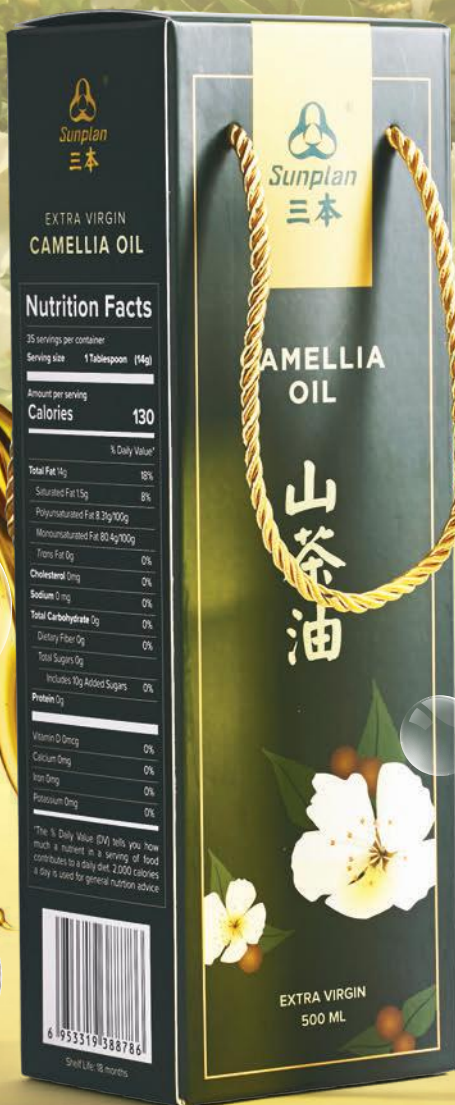 Sunplan
三本
EXTRA VIRGIN
CAMELLIA OIL
Nutrition Facts
35 servings per container
Serving size 1 Tablespoon (14g)
Amount per serving
Calories 130
% Daily Value*
Total Fat 14g 18%
Saturated Fat 1.5g 8%
Polyunsaturated Fat 8.31g/100g
Monounsaturated Fat 80.4g/100g
Trans Fat 0g 0%
Cholesterol 0mg 0%
Sodium 0 mg 0%
Total Carbohydrate 0g 0%
Dietary Fiber 0g 0%
Total Sugars 0g
Includes 10g Added Sugars 0%
Protein 0g
Vitamin D 0mcg 0%
Calcium 0mg 0%
Iron 0mg 0%
Potassium 0mg 0%
*The % Daily Value (DV) tells you how
much a nutrient in a serving of food
contributes to a daily diet. 2,000 calories
a day is used for general nutrition advice
6 953319 388786
Shelf Life: 18 months
Sunplan
三本
CAMELLIA
OIL
山茶油
EXTRA VIRGIN
500 ML